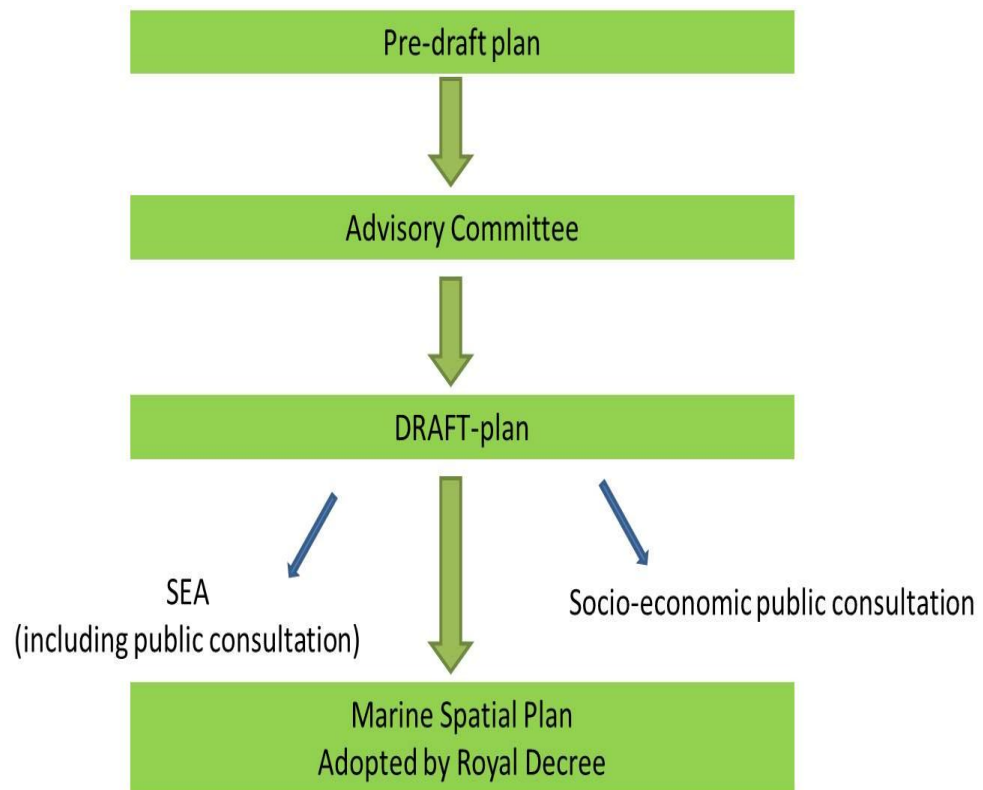 Pre-draft plan
Advisory Committee
DRAFT-plan
SEA
(including public consultation)
Socio-economic public consultation
Marine Spatial Plan
Adopted by Royal Decree